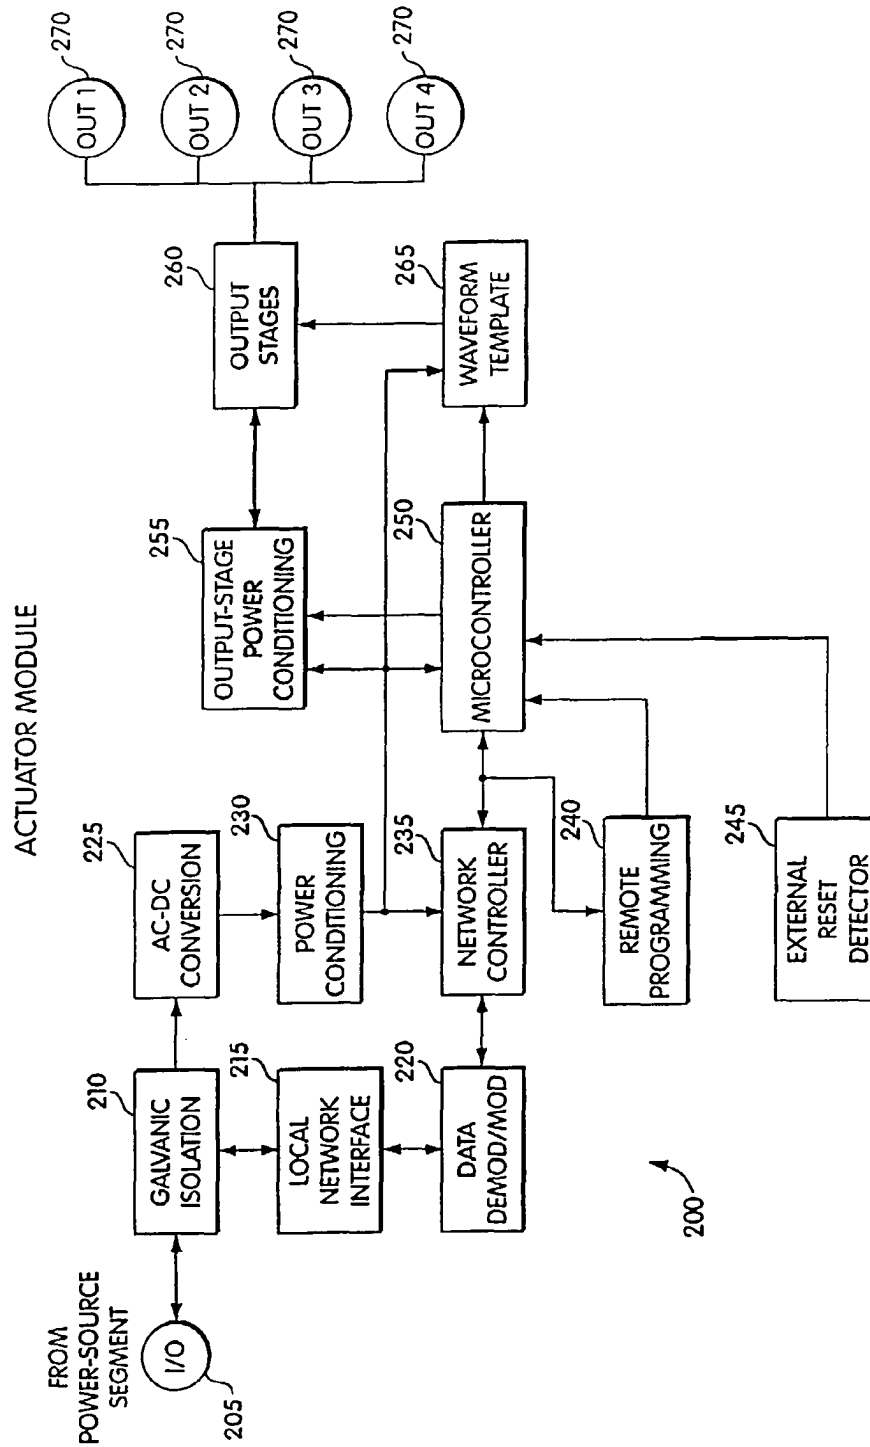 ACTUATOR MODULE
FROM
POWER-SOURCE
SEGMENT
I/O
205
210
GALVANIC
ISOLATION
215
LOCAL
NETWORK
INTERFACE
220
DATA
DEMOD/MOD
225
AC-DC
CONVERSION
230
POWER
CONDITIONING
235
NETWORK
CONTROLLER
240
REMOTE
PROGRAMMING
245
EXTERNAL
RESET
DETECTOR
250
MICROCONTROLLER
255
OUTPUT-STAGE
POWER
CONDITIONING
260
OUTPUT
STAGES
265
WAVEFORM
TEMPLATE
OUT 1
270
OUT 2
270
OUT 3
270
OUT 4
270
200